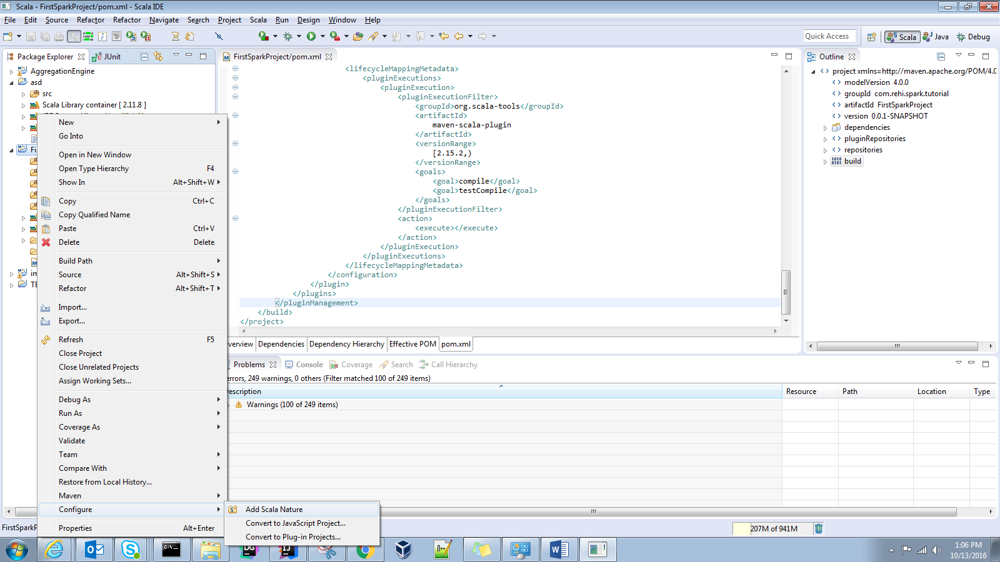 Scala - FirstSparkProject/pom.xml - Scala IDE
File Edit Source Refactor Refactor Navigate Search Project Scala Run Design Window Help
Quick Access Scala Java Debug
Package Explorer JUnit
AggregationEngine
asd
src
Scala Library container [ 2.11.8 ]
New
Go Into
Open in New Window
Open Type Hierarchy F4
Show In Alt+Shift+W
Copy Ctrl+C
Copy Qualified Name
Paste Ctrl+V
Delete Delete
Build Path
Source Alt+Shift+S
Refactor Alt+Shift+T
Import...
Export...
Refresh F5
Close Project
Close Unrelated Projects
Assign Working Sets...
Debug As
Run As
Coverage As
Validate
Team
Compare With
Restore from Local History...
Maven
Configure
Properties Alt+Enter
Add Scala Nature
Convert to JavaScript Project...
Convert to Plug-in Projects...
FirstSparkProject/pom.xml
<lifecycleMappingMetadata>
<pluginExecutions>
<pluginExecution>
<pluginExecutionFilter>
<groupId>org.scala-tools</groupId>
<artifactId>
maven-scala-plugin
</artifactId>
<versionRange>
[2.15.2,)
</versionRange>
<goals>
<goal>compile</goal>
<goal>testCompile</goal>
</goals>
</pluginExecutionFilter>
<action>
<execute></execute>
</action>
</pluginExecution>
</pluginExecutions>
</lifecycleMappingMetadata>
</configuration>
</plugin>
</plugins>
</pluginManagement>
</build>
</project>
verview Dependencies Dependency Hierarchy Effective POM pom.xml
Outline
project xmlns=http://maven.apache.org/POM/4.0
modelVersion 4.0.0
groupId com.rehi.spark.tutorial
artifactId FirstSparkProject
version 0.0.1-SNAPSHOT
dependencies
pluginRepositories
repositories
build
Problems Console Coverage Search Call Hierarchy
errors, 249 warnings, 0 others (Filter matched 100 of 249 items)
escription Resource Path Location Type
Warnings (100 of 249 items)
FirstSparkP
207M of 941M
1:06 PM
10/13/2016